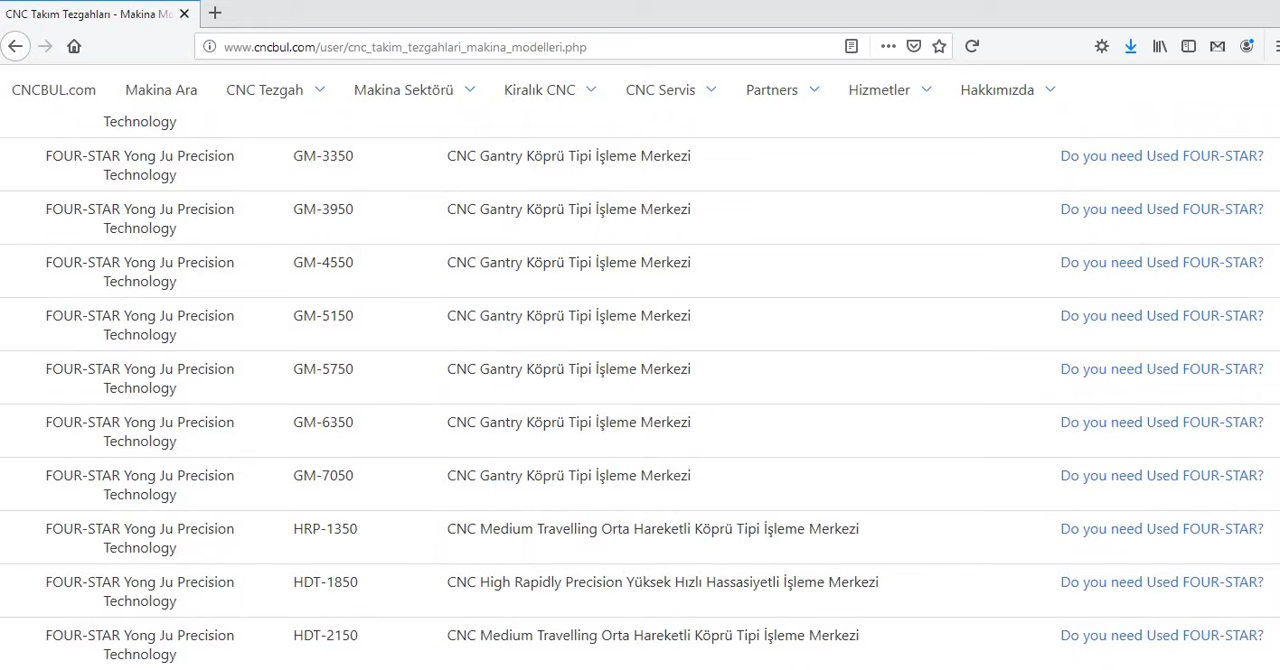 CNC Takım Tezgahları - Makina Mo
www.cncbul.com/user/cnc_takim_tezgahlari_makina_modelleri.php
CNCBUL.com Makina Ara CNC Tezgah Makina Sektörü Kiralık CNC CNC Servis Partners Hizmetler Hakkımızda
Technology
FOUR-STAR Yong Ju Precision GM-3350 CNC Gantry Köprü Tipi İşleme Merkezi Do you need Used FOUR-STAR?
Technology
FOUR-STAR Yong Ju Precision GM-3950 CNC Gantry Köprü Tipi İşleme Merkezi Do you need Used FOUR-STAR?
Technology
FOUR-STAR Yong Ju Precision GM-4550 CNC Gantry Köprü Tipi İşleme Merkezi Do you need Used FOUR-STAR?
Technology
FOUR-STAR Yong Ju Precision GM-5150 CNC Gantry Köprü Tipi İşleme Merkezi Do you need Used FOUR-STAR?
Technology
FOUR-STAR Yong Ju Precision GM-5750 CNC Gantry Köprü Tipi İşleme Merkezi Do you need Used FOUR-STAR?
Technology
FOUR-STAR Yong Ju Precision GM-6350 CNC Gantry Köprü Tipi İşleme Merkezi Do you need Used FOUR-STAR?
Technology
FOUR-STAR Yong Ju Precision GM-7050 CNC Gantry Köprü Tipi İşleme Merkezi Do you need Used FOUR-STAR?
Technology
FOUR-STAR Yong Ju Precision HRP-1350 CNC Medium Travelling Orta Hareketli Köprü Tipi İşleme Merkezi Do you need Used FOUR-STAR?
Technology
FOUR-STAR Yong Ju Precision HDT-1850 CNC High Rapidly Precision Yüksek Hızlı Hassasiyetli İşleme Merkezi Do you need Used FOUR-STAR?
Technology
FOUR-STAR Yong Ju Precision HDT-2150 CNC Medium Travelling Orta Hareketli Köprü Tipi İşleme Merkezi Do you need Used FOUR-STAR?
Technology